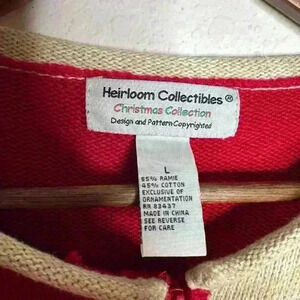 Heirloom Collectibles®
Christmas Collection
Design and Pattern Copyrighted
L
55% RAMIE
45% COTTON
EXCLUSIVE OF
ORNAMENTATION
RN 83437
MADE IN CHINA
SEE REVERSE
FOR CARE